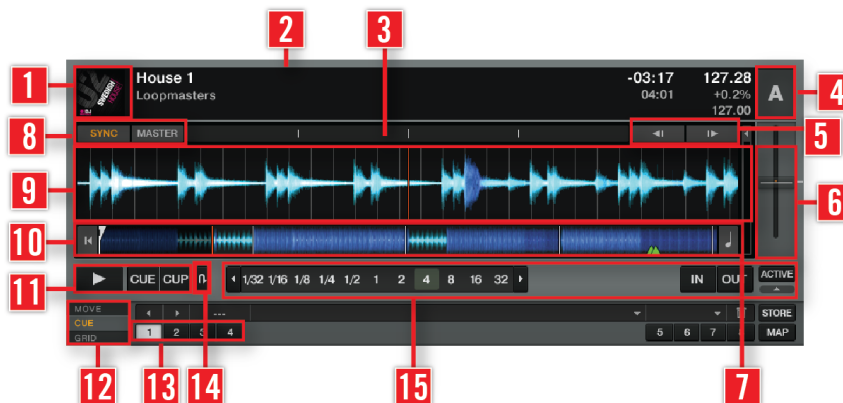 2
3
1
SWEDISH
HOUSE
House 1
Loopmasters
-03:17
127.28
04:01
+0.2%
127.00
A
4
8
SYNC
MASTER
5
9
6
10
11
CUE
CUP
1/32 1/16 1/8 1/4 1/2 1 2 4 8 16 32
IN
OUT
ACTIVE
MOVE
---
STORE
CUE
1 2 3 4
5 6 7
MAP
GRID
12
13
14
15
7